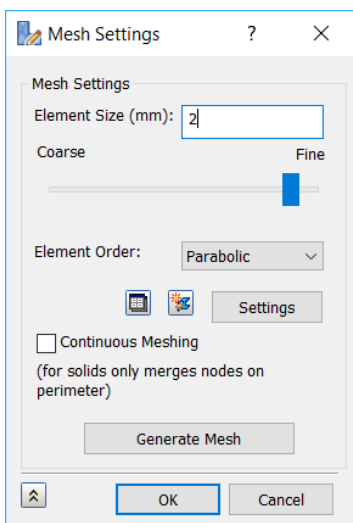 Mesh Settings ?
Mesh Settings
Element Size (mm): 2
Coarse Fine
Element Order: Parabolic
Settings
Continuous Meshing
(for solids only merges nodes on
perimeter)
Generate Mesh
OK Cancel